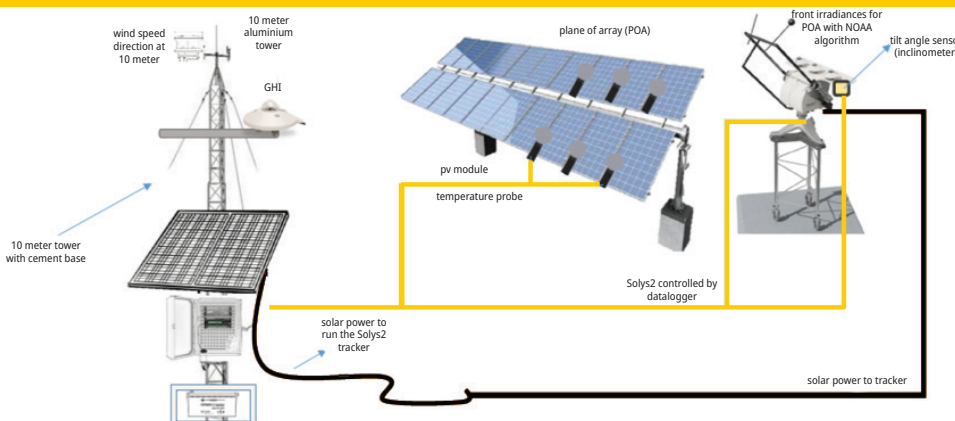 wind speed
direction at
10 meter
10 meter
aluminium
tower
GHI
plane of array (POA)
front irradiances for
POA with NOAA
algorithm
tilt angle senso
(inclinometer
pv module
temperature probe
10 meter tower
with cement base
Solys2 controlled by
datalogger
solar power to
run the Solys2
tracker
solar power to tracker